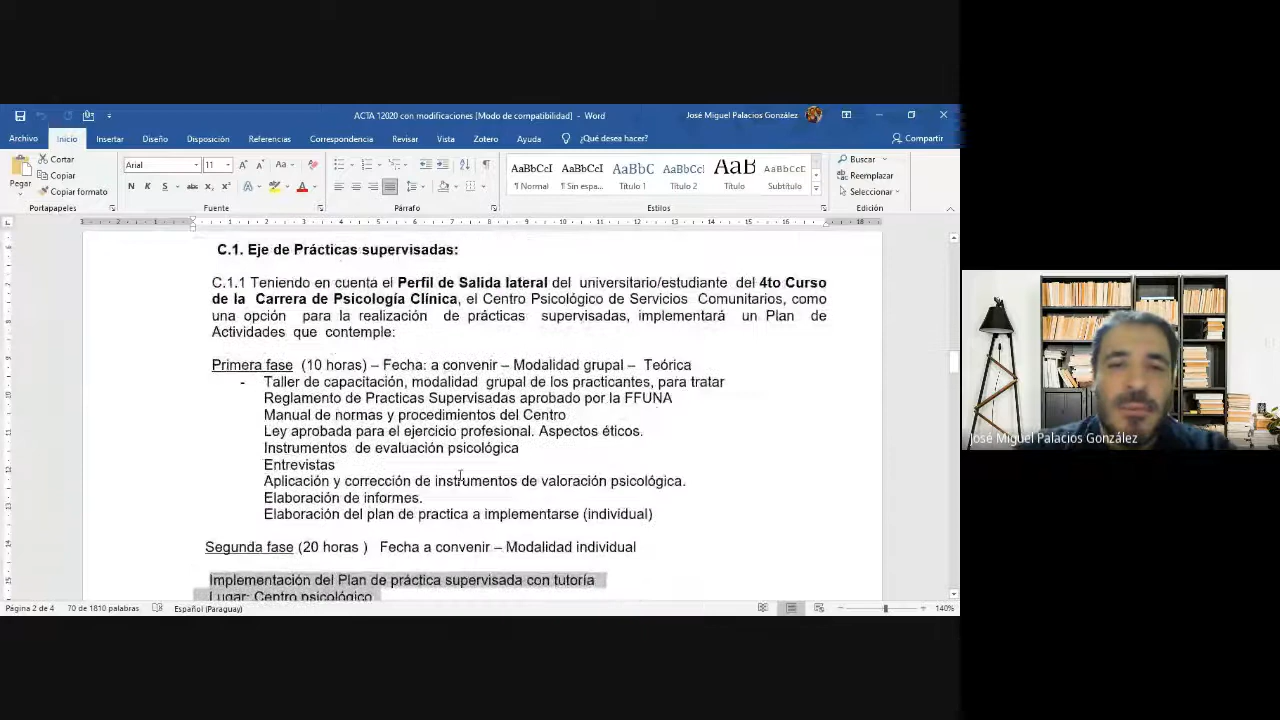 ACTA 12020 con modificaciones [Modo de compatibilidad] - Word
José Miguel Palacios González
Archivo Inicio Insertar Diseño Disposición Referencias Correspondencia Revisar Vista Zotero Ayuda ¿Qué desea hacer? Compartir
Pegar
Cortar
Copiar
Copiar formato
Portapapeles
Arial 11
N K S abc x₂ x²
Fuente
Párrafo
AaBbCcI AaBbCcI AaBbC AaBbCcI AaB AaBbCcI
¶ Normal ¶ Sin espa... Título 1 Título 2 Título Subtítulo
Estilos
Buscar
Reemplazar
Seleccionar
Edición
C.1. Eje de Prácticas supervisadas:
C.1.1 Teniendo en cuenta el Perfil de Salida lateral del universitario/estudiante del 4to Curso
de la Carrera de Psicología Clínica, el Centro Psicológico de Servicios Comunitarios, como
una opción para la realización de prácticas supervisadas, implementará un Plan de
Actividades que contemple:
Primera fase (10 horas) – Fecha: a convenir – Modalidad grupal – Teórica
- Taller de capacitación, modalidad grupal de los practicantes, para tratar
Reglamento de Practicas Supervisadas aprobado por la FFUNA
Manual de normas y procedimientos del Centro
Ley aprobada para el ejercicio profesional. Aspectos éticos.
Instrumentos de evaluación psicológica
Entrevistas
Aplicación y corrección de instrumentos de valoración psicológica.
Elaboración de informes.
Elaboración del plan de practica a implementarse (individual)
Segunda fase (20 horas ) Fecha a convenir – Modalidad individual
Implementación del Plan de práctica supervisada con tutoría
Lugar: Centro psicológico
Página 2 de 4 70 de 1810 palabras Español (Paraguay) 140%
José Miguel Palacios González